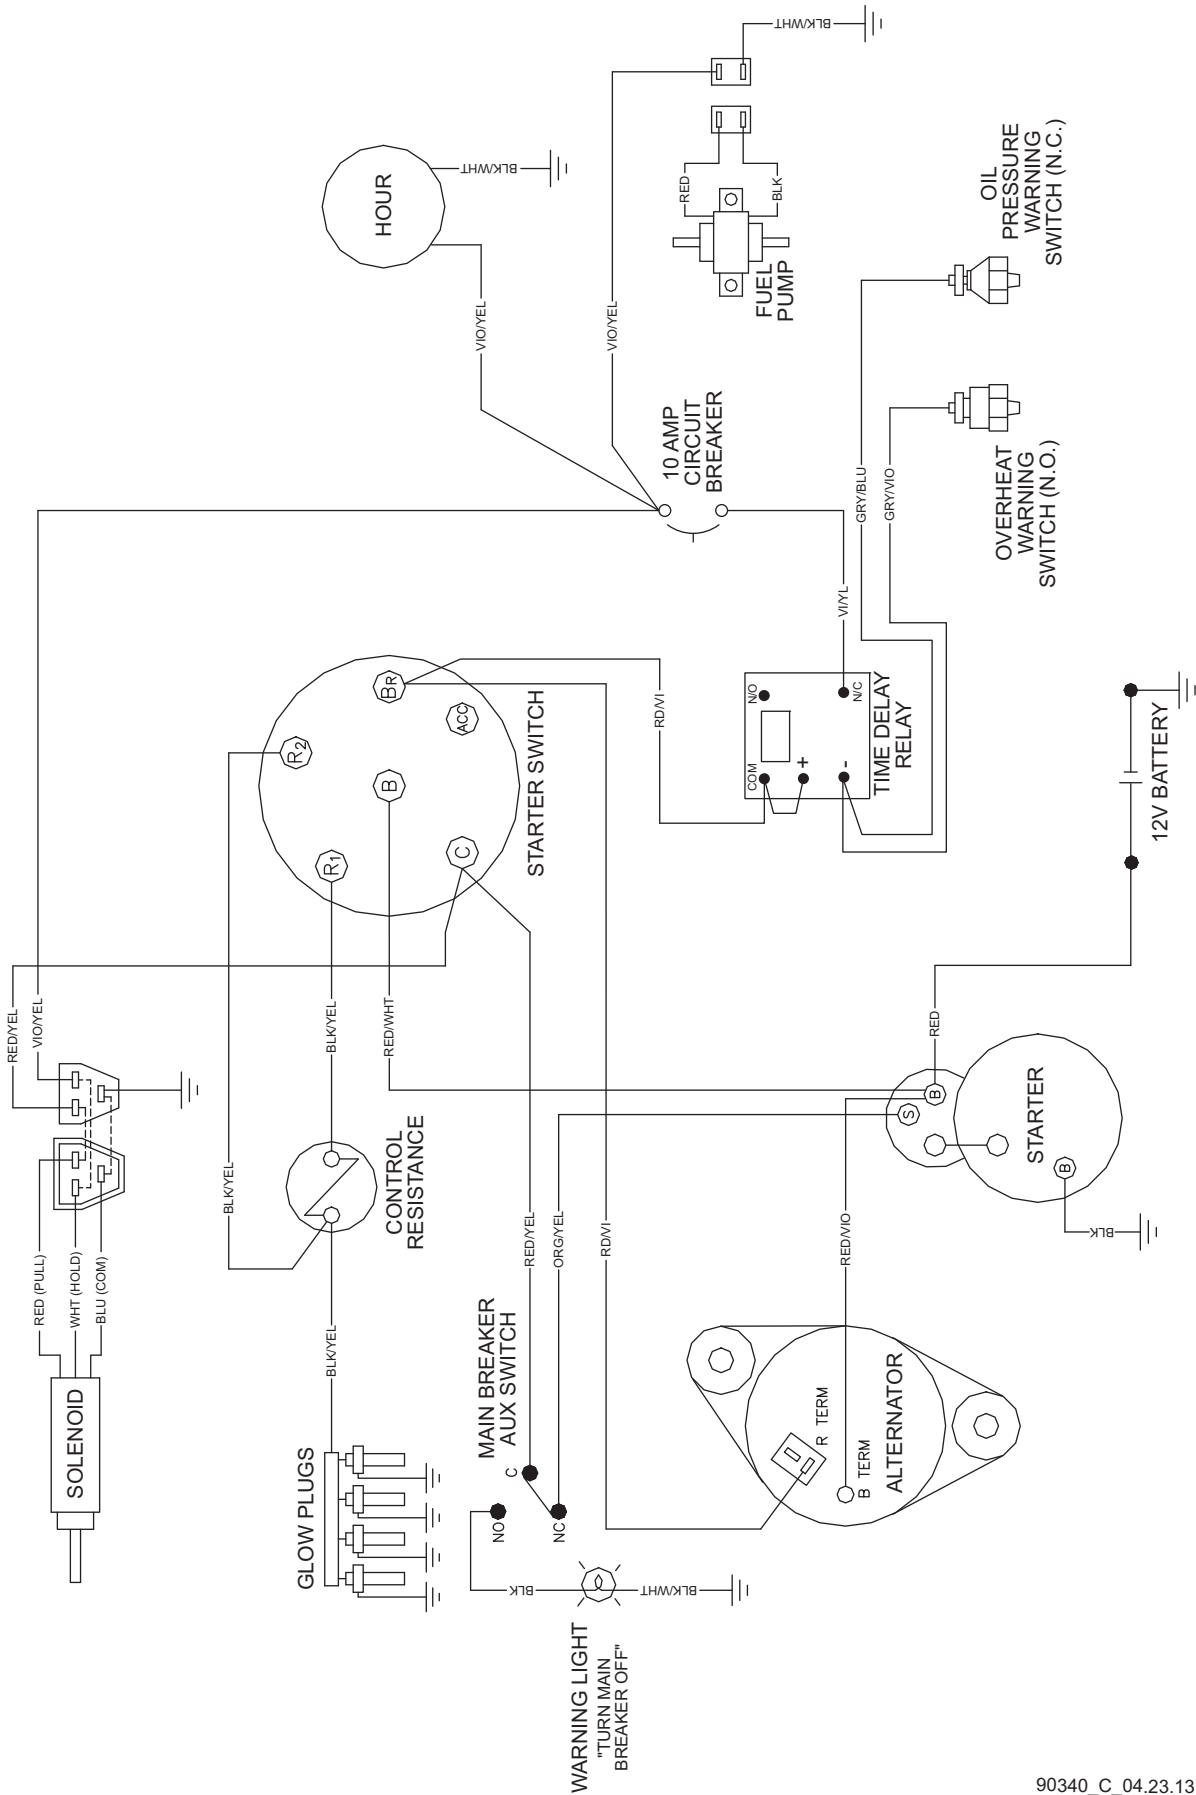 SOLENOID
RED (PULL)
WHT (HOLD)
BLU (COM)
RED/YEL
VIO/YEL
GLOW PLUGS
BLK/YEL
BLK/YEL
BLK/YEL
CONTROL
RESISTANCE
RED/WHT
R1
R2
B
BR
C
ACC
STARTER SWITCH
HOUR
BLK/WHT
VIO/YEL
VIO/YEL
BLK/WHT
RED
BLK
FUEL
PUMP
10 AMP
CIRCUIT
BREAKER
WARNING LIGHT
"TURN MAIN
BREAKER OFF"
BLK
BLK/WHT
MAIN BREAKER
AUX SWITCH
NO
C
NC
RED/YEL
ORG/YEL
RD/VI
RD/VI
COM
N/O
+
-
N/C
TIME DELAY
RELAY
VI/YL
GRY/BLU
GRY/VIO
OIL
PRESSURE
WARNING
SWITCH (N.C.)
OVERHEAT
WARNING
SWITCH (N.O.)
R TERM
B TERM
ALTERNATOR
RED/VIO
S
B
B
STARTER
BLK
RED
12V BATTERY
90340_C_04.23.13